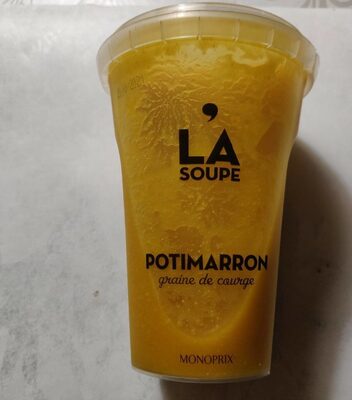 L'A
SOUPE
POTIMARRON
graine de courge
MONOPRIX